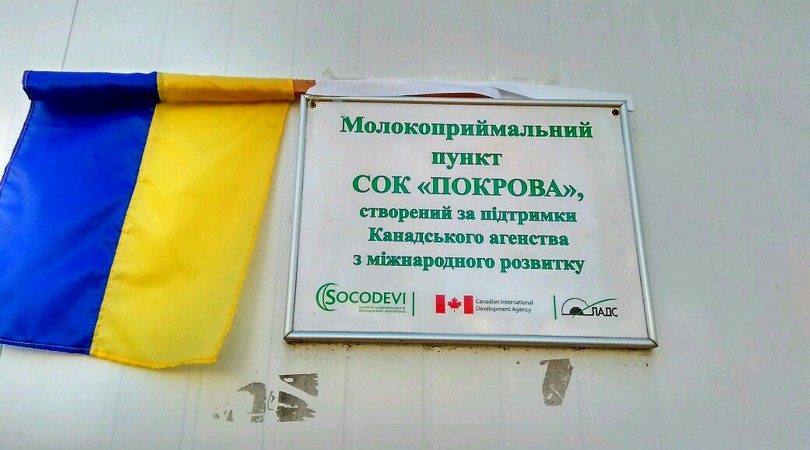 Молокоприймальний
пункт
СОК «ПОКРОВА»,
створений за підтримки
Канадського агенства
з міжнародного розвитку
SOCODEVI
Canadian International
Development Agency
ЛАДС